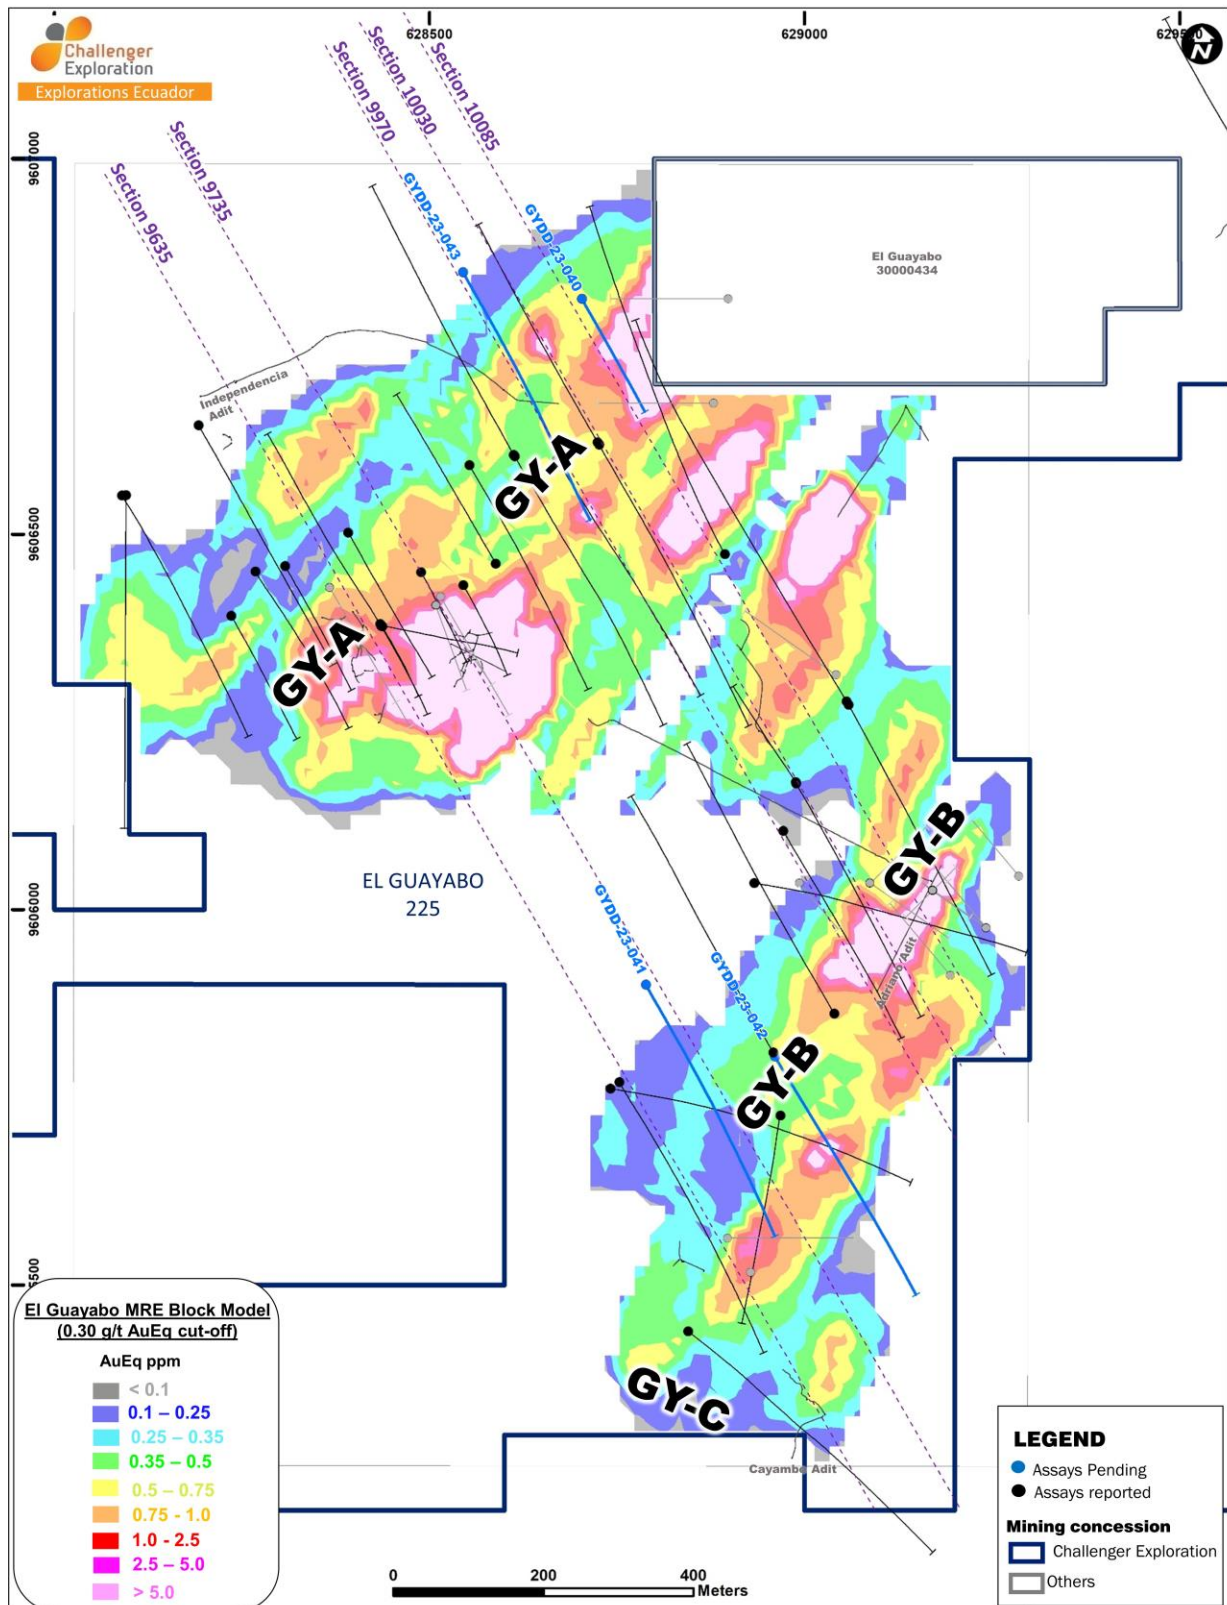 Challenger
Exploration
Explorations Ecuador
628500
629000
N
9607000
Section 9635
Section 9735
Section 9970
Section 10030
Section 10085
GYDD-23-043
GYDD-23-040
El Guayabo
30000434
Independencia
Adit
GY-A
9606500
GY-A
GY-B
EL GUAYABO
225
9606000
GYDD-23-041
GYDD-23-042
Adriano Adit
GY-B
GY-C
Cayambe Adit
El Guayabo MRE Block Model
(0.30 g/t AuEq cut-off)
AuEq ppm
< 0.1
0.1 – 0.25
0.25 – 0.35
0.35 – 0.5
0.5 – 0.75
0.75 - 1.0
1.0 - 2.5
2.5 – 5.0
> 5.0
0
200
400
Meters
LEGEND
Assays Pending
Assays reported
Mining concession
Challenger Exploration
Others